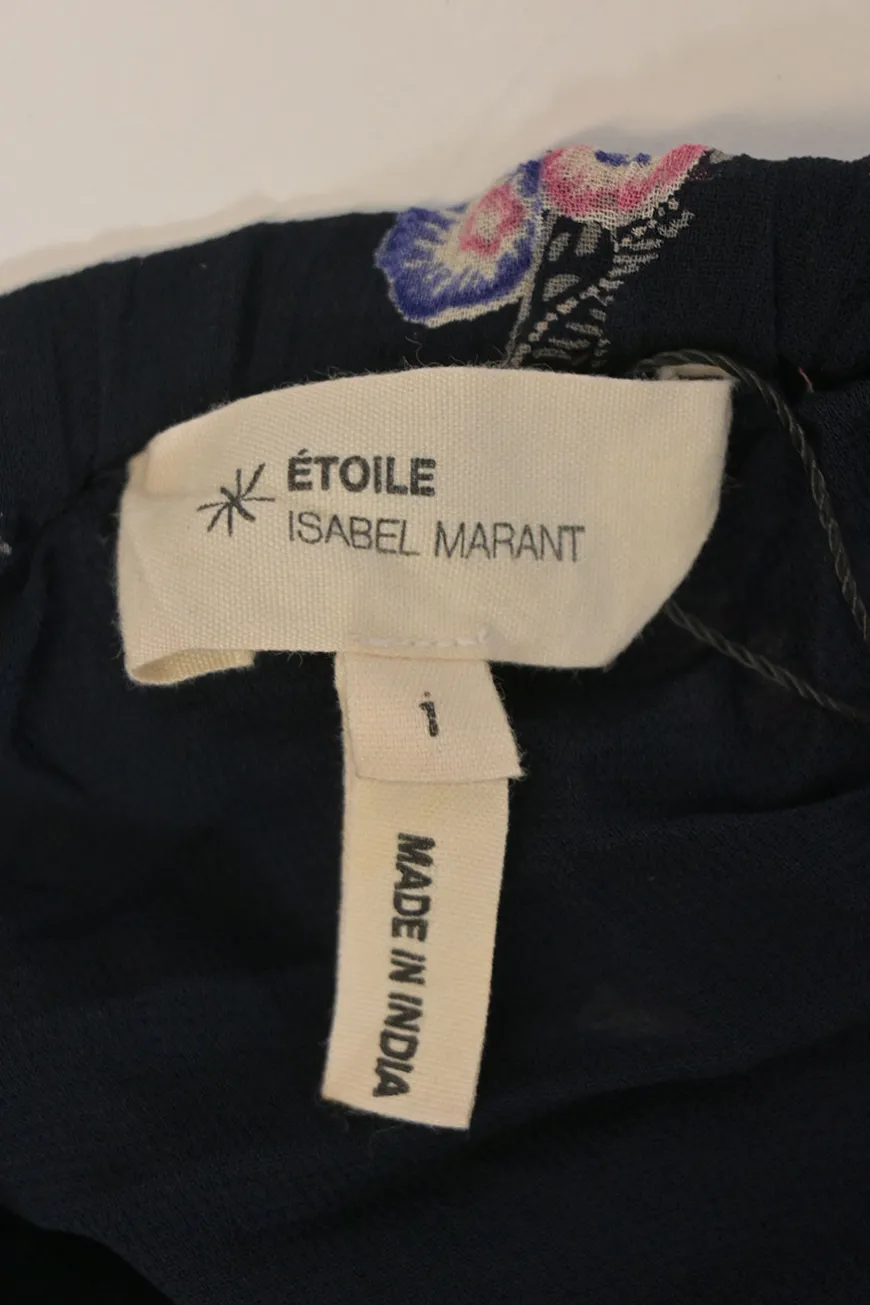 ÉTOILE
ISABEL MARANT
1
MADE IN INDIA